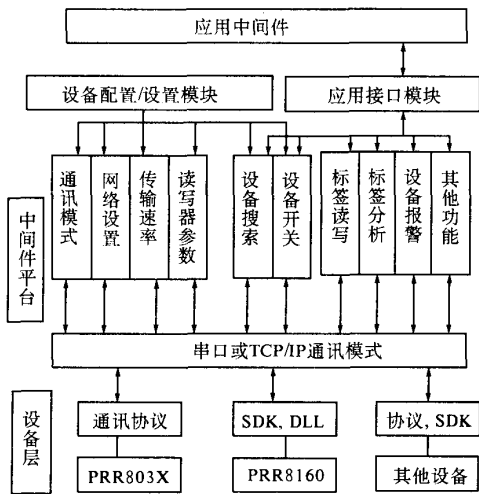 应用中间件
设备配置/设置模块
应用接口模块
中间件平台
通讯模式
网络设置
传输速率
读写器参数
设备搜索
设备开关
标签读写
标签分析
设备报警
其他功能
串口或TCP/IP通讯模式
设备层
通讯协议
SDK, DLL
协议, SDK
PRR803X
PRR8160
其他设备